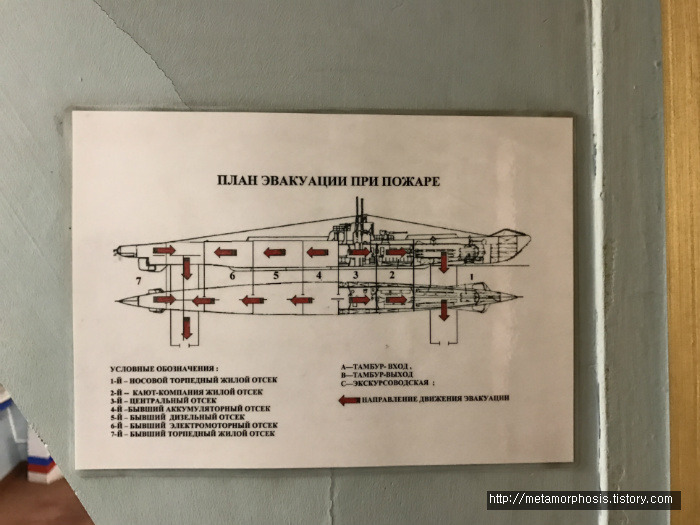 ПЛАН ЭВАКУАЦИИ ПРИ ПОЖАРЕ
7 6 5 4 3 2 1
УСЛОВНЫЕ ОБОЗНАЧЕНИЯ :
1-Й – НОСОВОЙ ТОРПЕДНЫЙ ЖИЛОЙ ОТСЕК
2-Й – КАЮТ-КОМПАНИЯ ЖИЛОЙ ОТСЕК
3-Й – ЦЕНТРАЛЬНЫЙ ОТСЕК
4-Й –БЫВШИЙ АККУМУЛЯТОРНЫЙ ОТСЕК
5-Й – БЫВШИЙ ДИЗЕЛЬНЫЙ ОТСЕК
6-Й – БЫВШИЙ ЭЛЕКТРОМОТОРНЫЙ ОТСЕК
7-Й – БЫВШИЙ ТОРПЕДНЫЙ ЖИЛОЙ ОТСЕК
А—ТАМБУР- ВХОД ,
В—ТАМБУР-ВЫХОД
С—ЭКСКУРСОВОДСКАЯ ;
НАПРАВЛЕНИЕ ДВИЖЕНИЯ ЭВАКУАЦИИ
http://metamorphosis.tistory.com